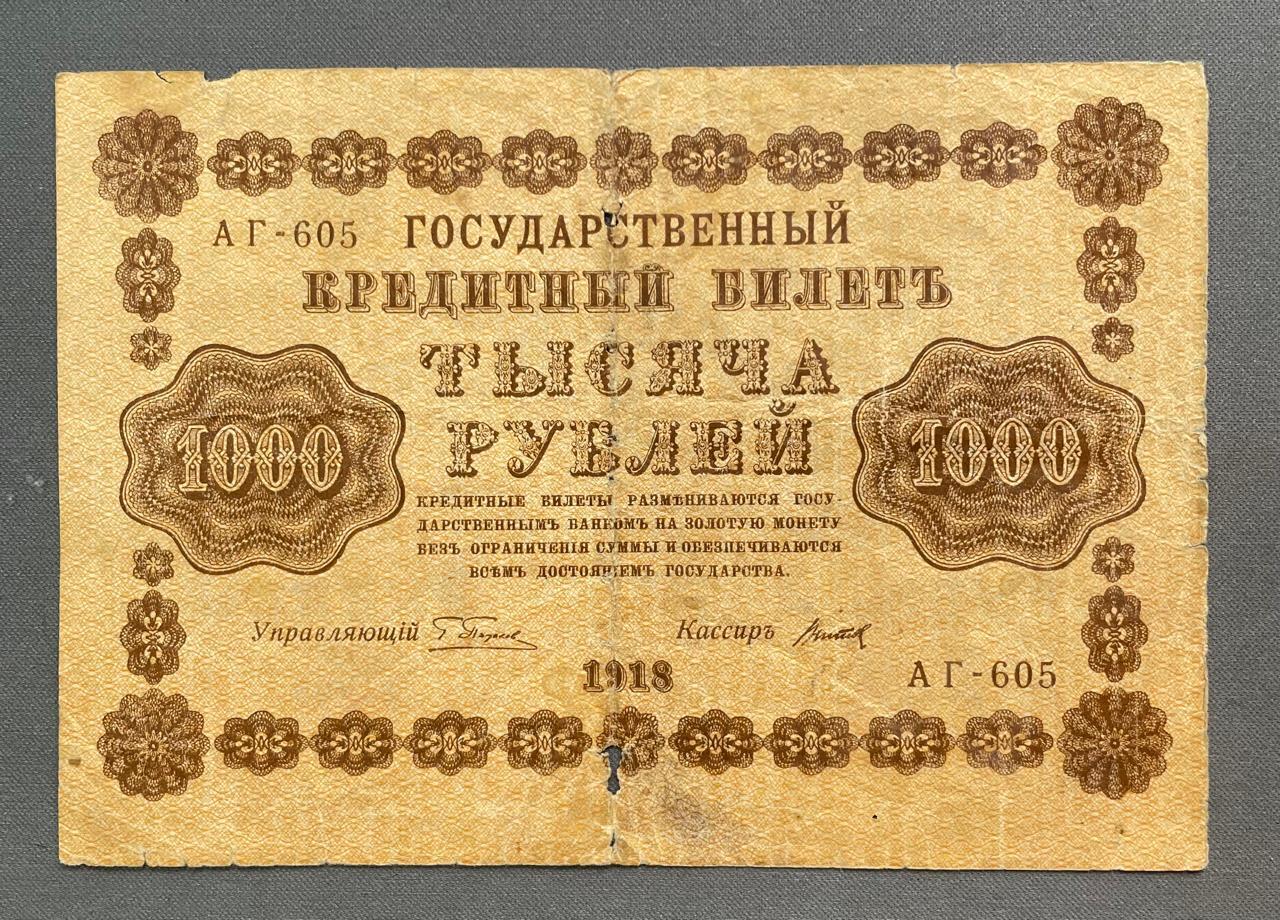 АГ-605 ГОСУДАРСТВЕННЫЙ
КРЕДИТНЫЙ БИЛЕТЪ
ТЫСЯЧА
РУБЛЕЙ
1000 1000
КРЕДИТНЫЕ БИЛЕТЫ РАЗМѢНИВАЮТСЯ ГОСУ-
ДАРСТВЕННЫМЪ БАНКОМЪ НА ЗОЛОТУЮ МОНЕТУ
БЕЗЪ ОГРАНИЧЕНІЯ СУММЫ И ОБЕЗПЕЧИВАЮТСЯ
ВСѢМЪ ДОСТОЯНІЕМЪ ГОСУДАРСТВА.
Управляющій Кассиръ
1918
АГ-605